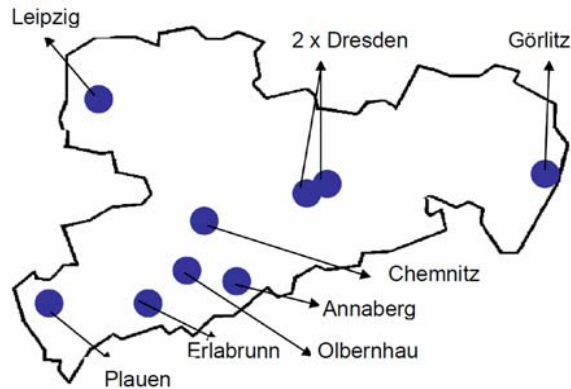 Leipzig
2 x Dresden
Görlitz
Chemnitz
Annaberg
Erlabrunn
Olbernhau
Plauen